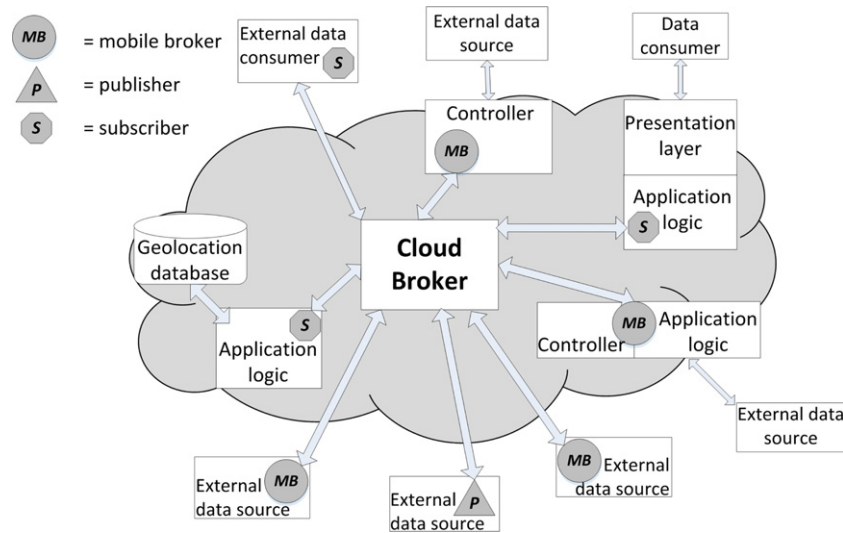 MB = mobile broker
P = publisher
S = subscriber
External data
consumer
S
External data
source
Data
consumer
Controller
MB
Presentation
layer
Application
logic
S
Cloud
Broker
Geolocation
database
S
Application
logic
MB
Controller
Application
logic
External data
source
MB
External
data source
P
External
data source
MB
External
data source